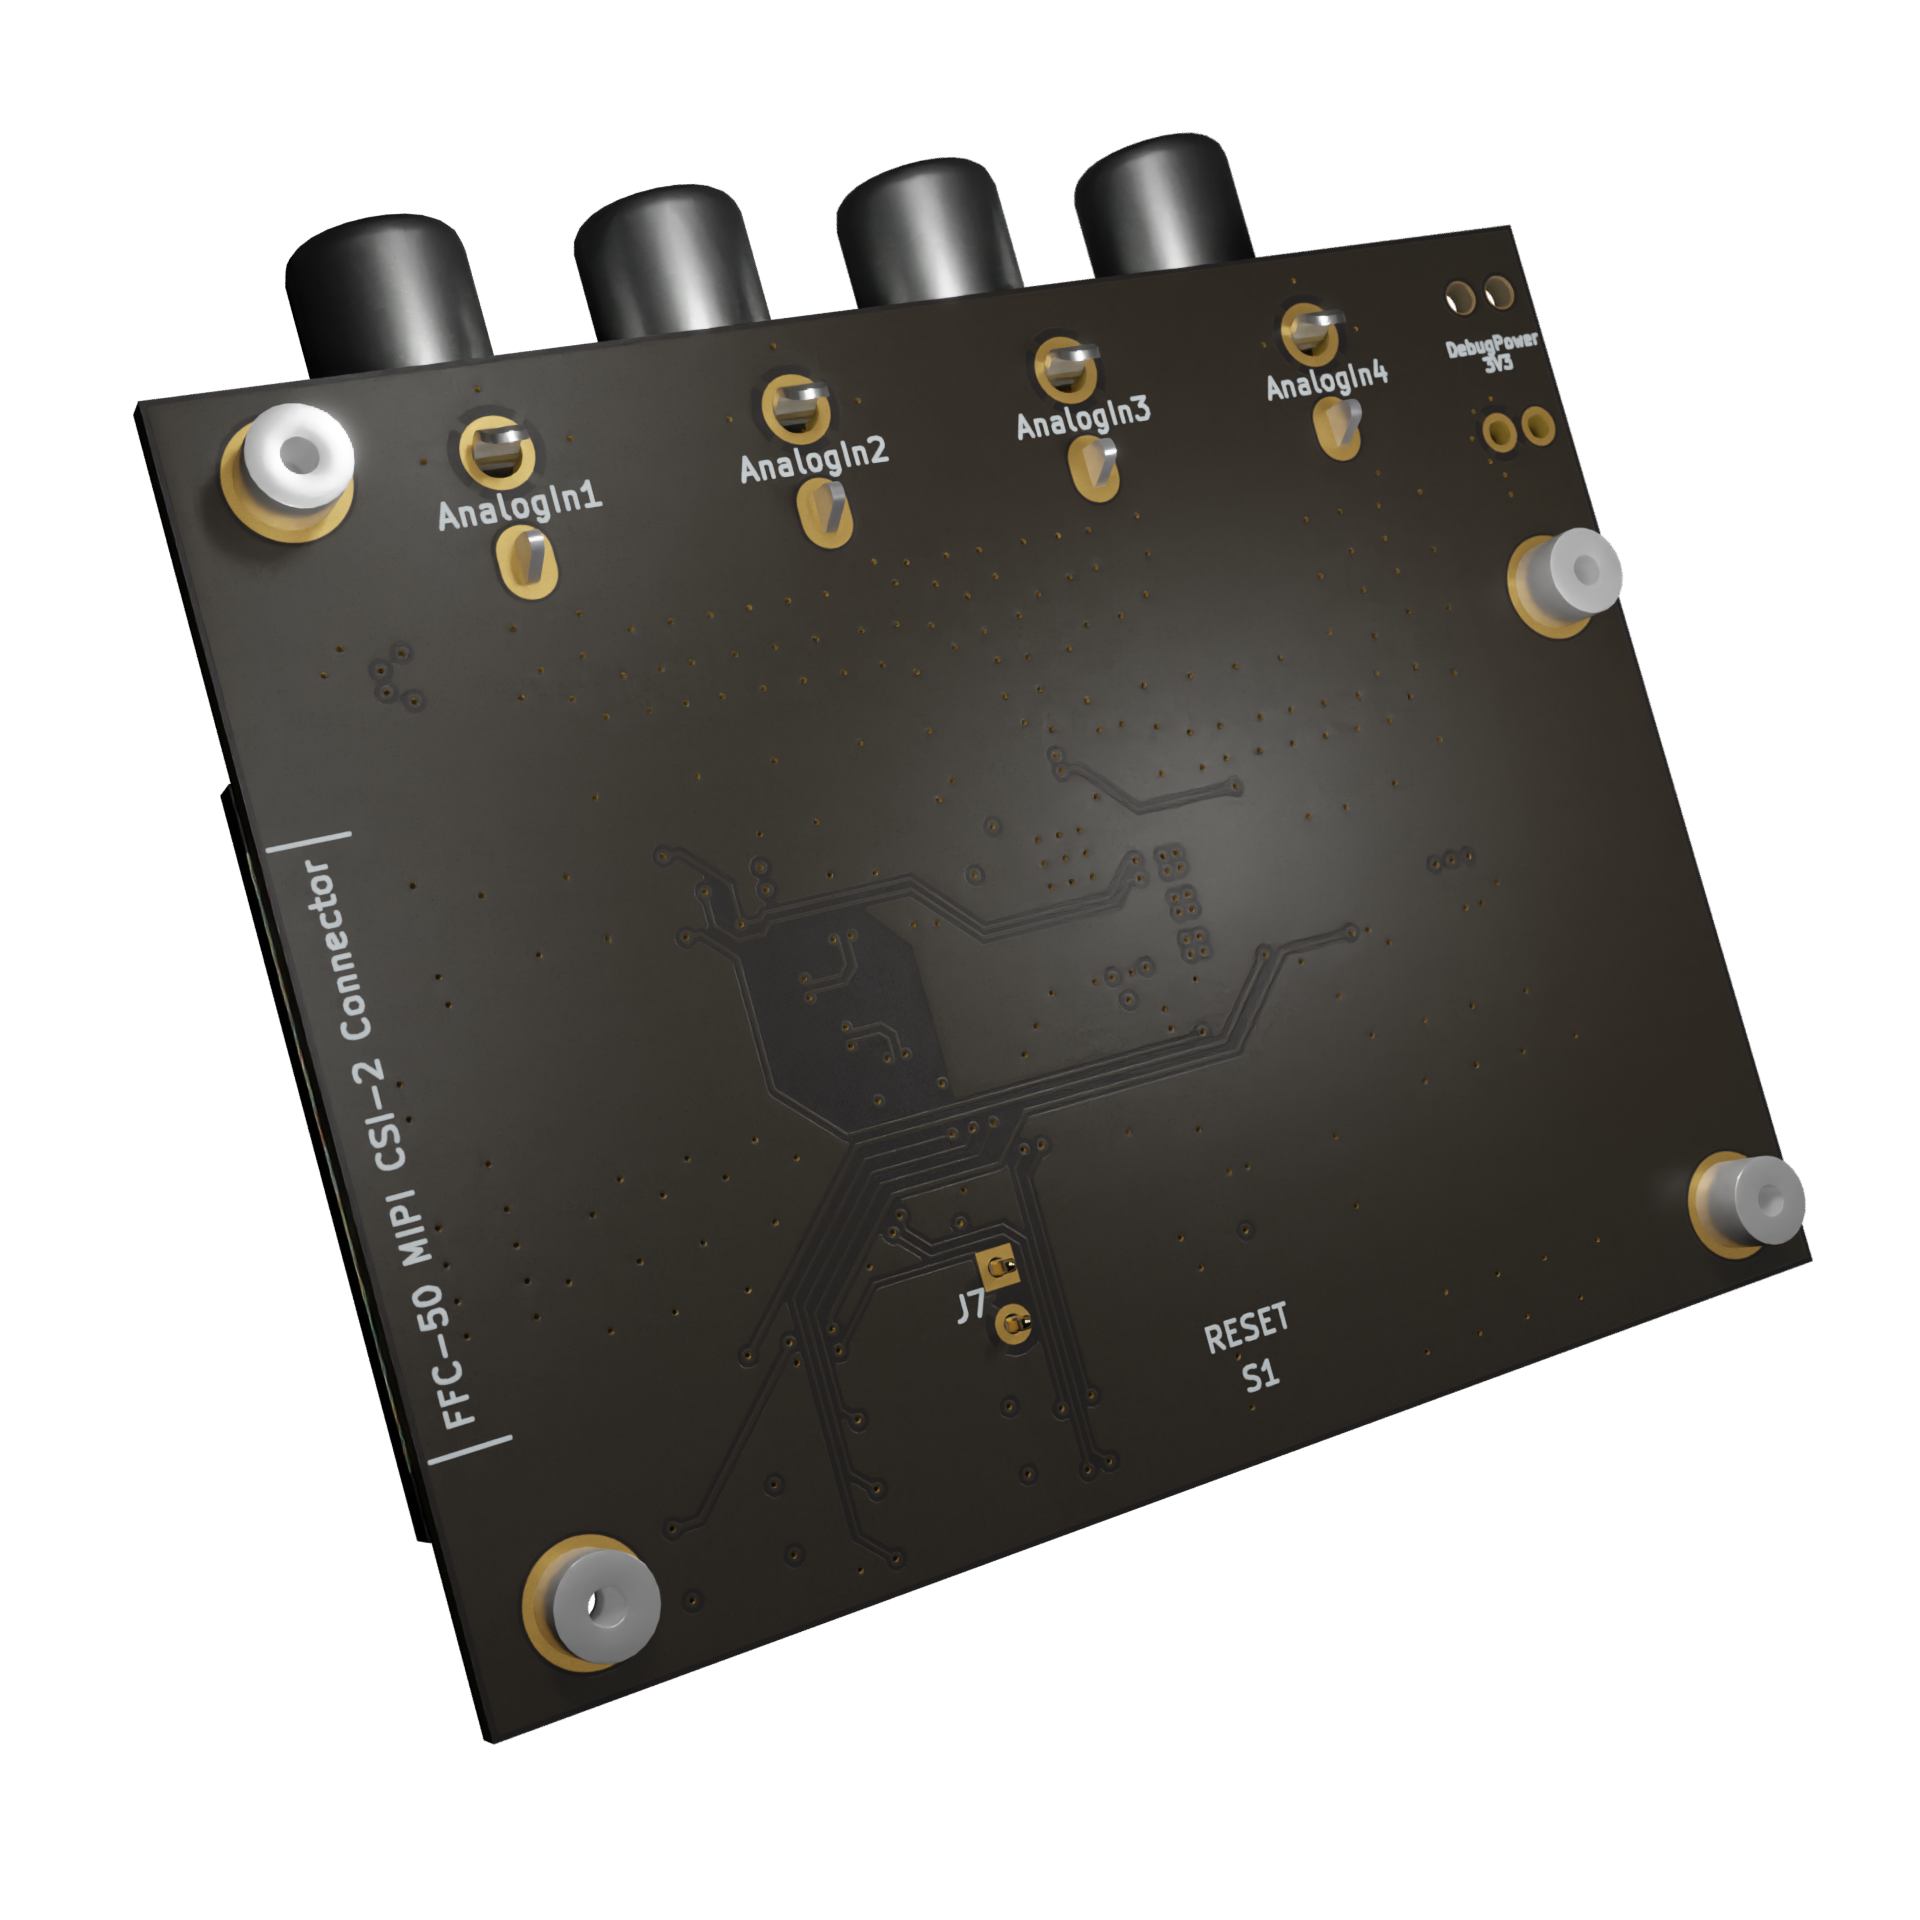 AnalogIn1
AnalogIn2
AnalogIn3
AnalogIn4
DebugPower
3V3
FFC-50 MIPI CSI-2 Connector
J7
RESET
S1